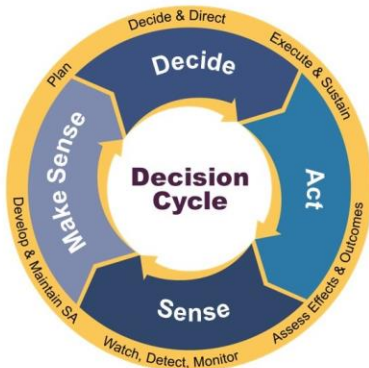 Decide & Direct
Plan
Execute & Sustain
Decide
Make Sense
Decision
Cycle
Act
Sense
Develop & Maintain SA
Assess Effects & Outcomes
Watch, Detect, Monitor